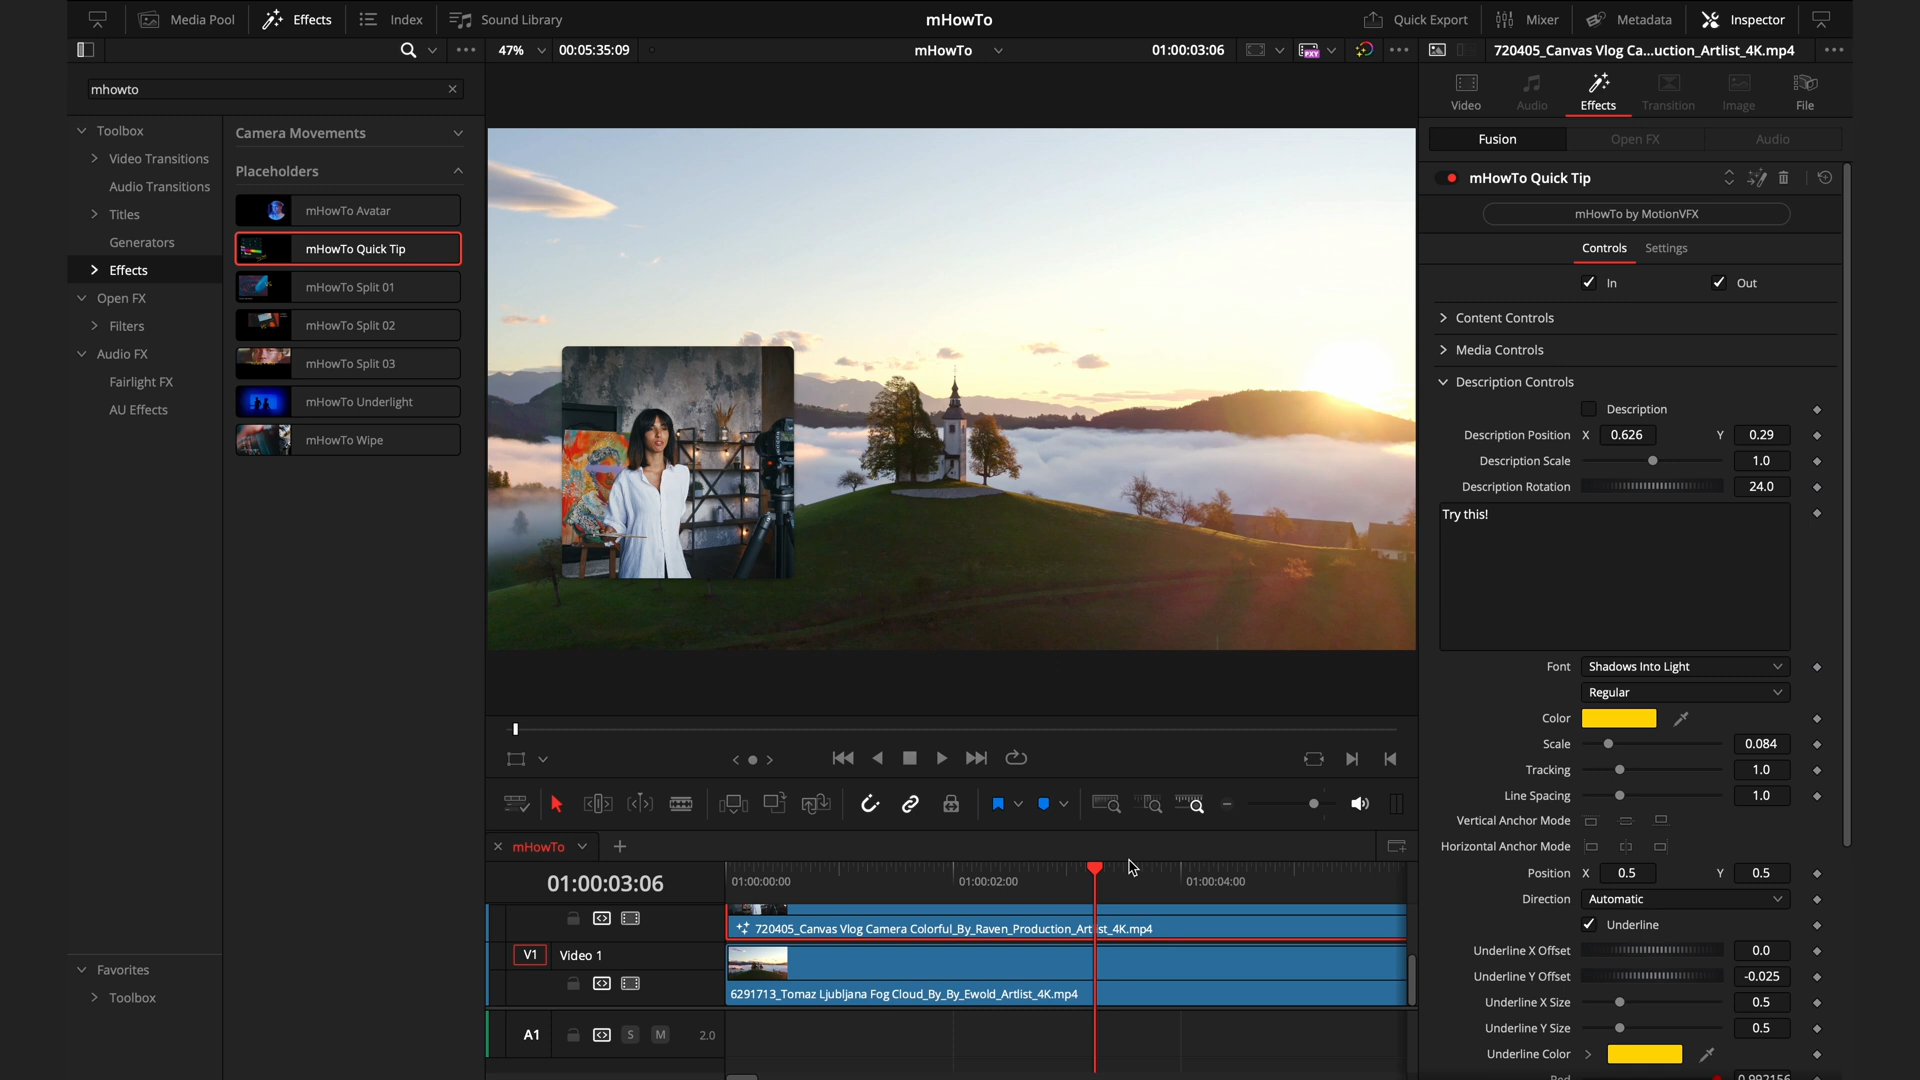 Media Pool
Effects
Index
Sound Library
mHowTo
Quick Export
Mixer
Metadata
Inspector
47%
00:05:35:09
mHowTo
01:00:03:06
PXY
720405_Canvas Vlog Ca...uction_Artlist_4K.mp4
mhowto
Video
Audio
Effects
Transition
Image
File
Toolbox
Video Transitions
Audio Transitions
Titles
Generators
Effects
Open FX
Filters
Audio FX
Fairlight FX
AU Effects
Favorites
Toolbox
Camera Movements
Placeholders
mHowTo Avatar
mHowTo Quick Tip
mHowTo Split 01
mHowTo Split 02
mHowTo Split 03
mHowTo Underlight
mHowTo Wipe
Fusion
Open FX
Audio
mHowTo Quick Tip
mHowTo by MotionVFX
Controls
Settings
In
Out
Content Controls
Media Controls
Description Controls
Description
Description Position X 0.626 Y 0.29
Description Scale 1.0
Description Rotation 24.0
Try this!
Font Shadows Into Light
Regular
Color
Scale 0.084
Tracking 1.0
Line Spacing 1.0
Vertical Anchor Mode
Horizontal Anchor Mode
Position X 0.5 Y 0.5
Direction Automatic
Underline
Underline X Offset 0.0
Underline Y Offset -0.025
Underline X Size 0.5
Underline Y Size 0.5
Underline Color
mHowTo
01:00:03:06
01:00:00:00
01:00:02:00
01:00:04:00
720405_Canvas Vlog Camera Colorful_By_Raven_Production_Artlist_4K.mp4
V1
Video 1
6291713_Tomaz Ljubljana Fog Cloud_By_By_Ewold_Artlist_4K.mp4
A1
S
M
2.0